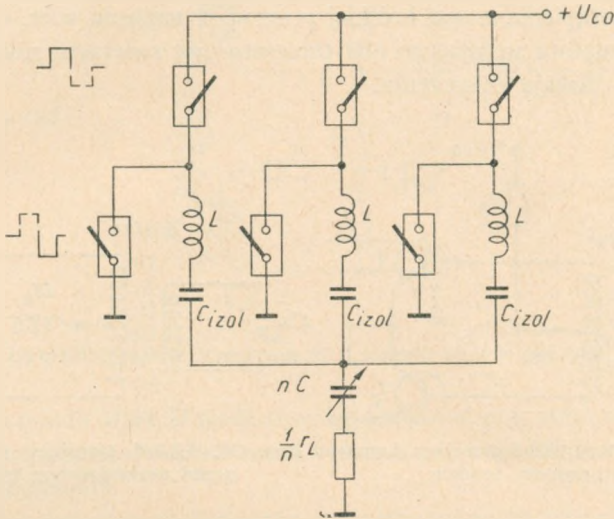 + U_CO
L
L
L
C_izol
C_izol
C_izol
nC
1/n r_L